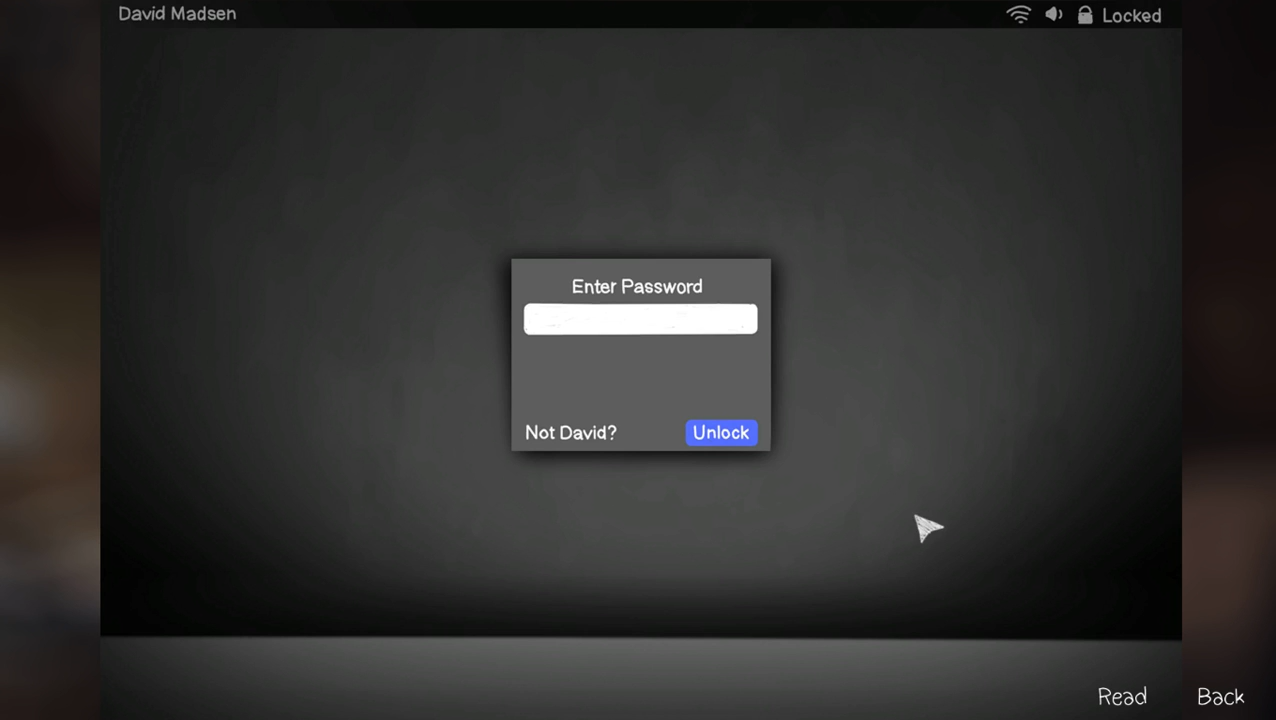 David Madsen
Locked
Enter Password
Not David?
Unlock
Read
Back